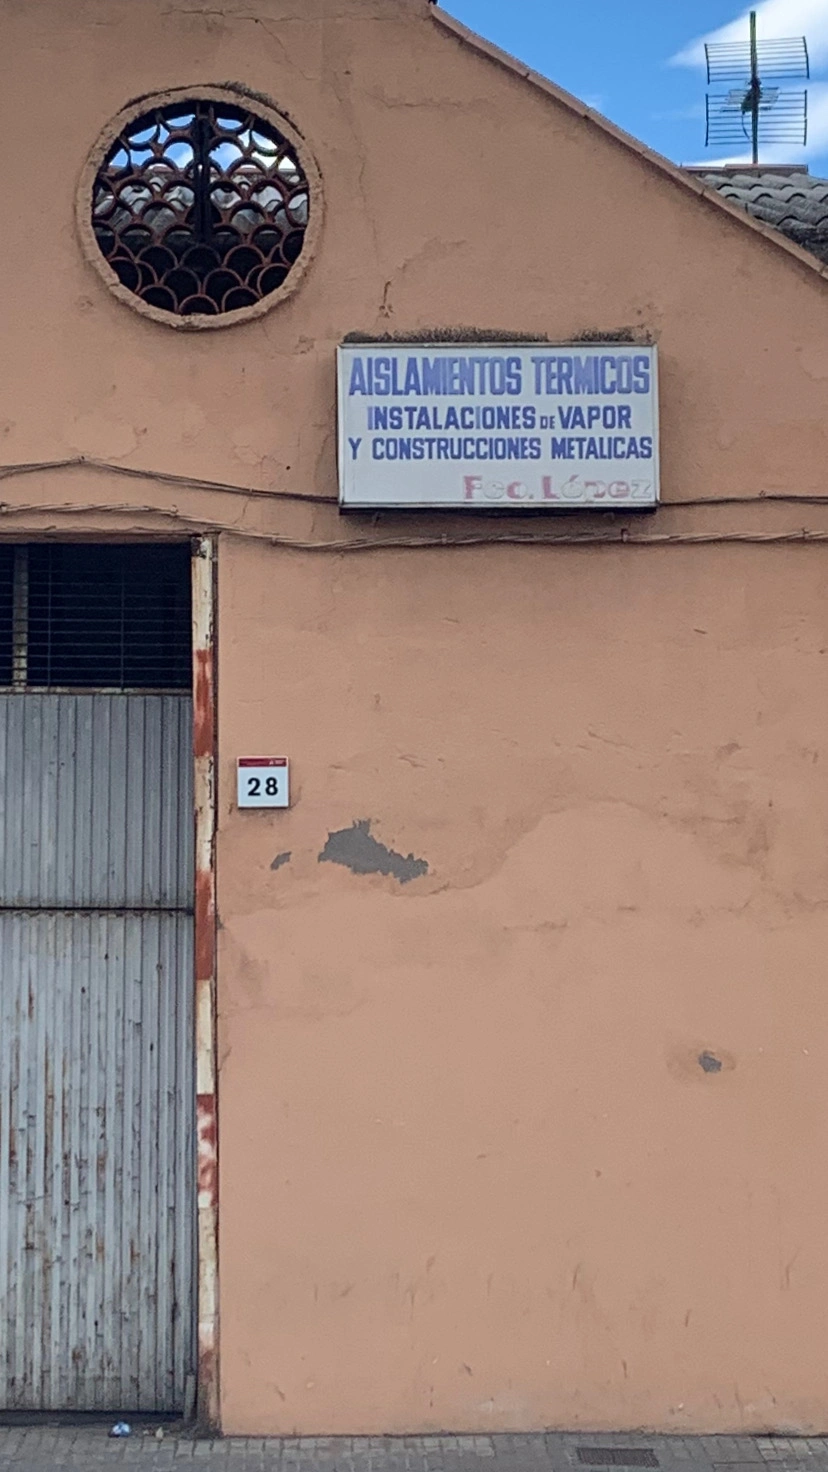 AISLAMIENTOS TERMICOS
INSTALACIONES DE VAPOR
Y CONSTRUCCIONES METALICAS
Fco. López
28